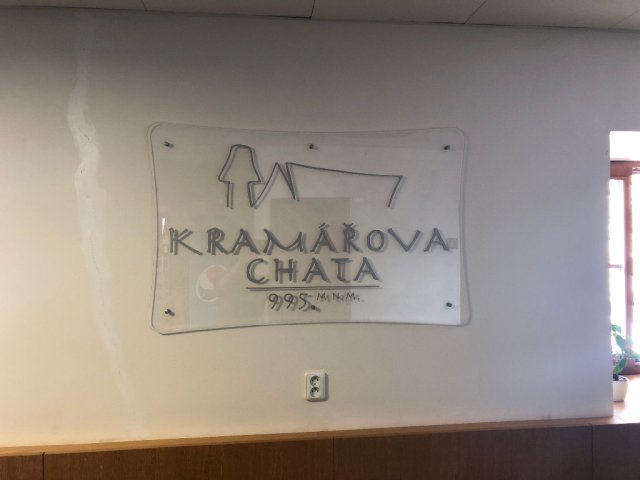 KRAMÁŘOVA
CHATA
995. M. N. M.